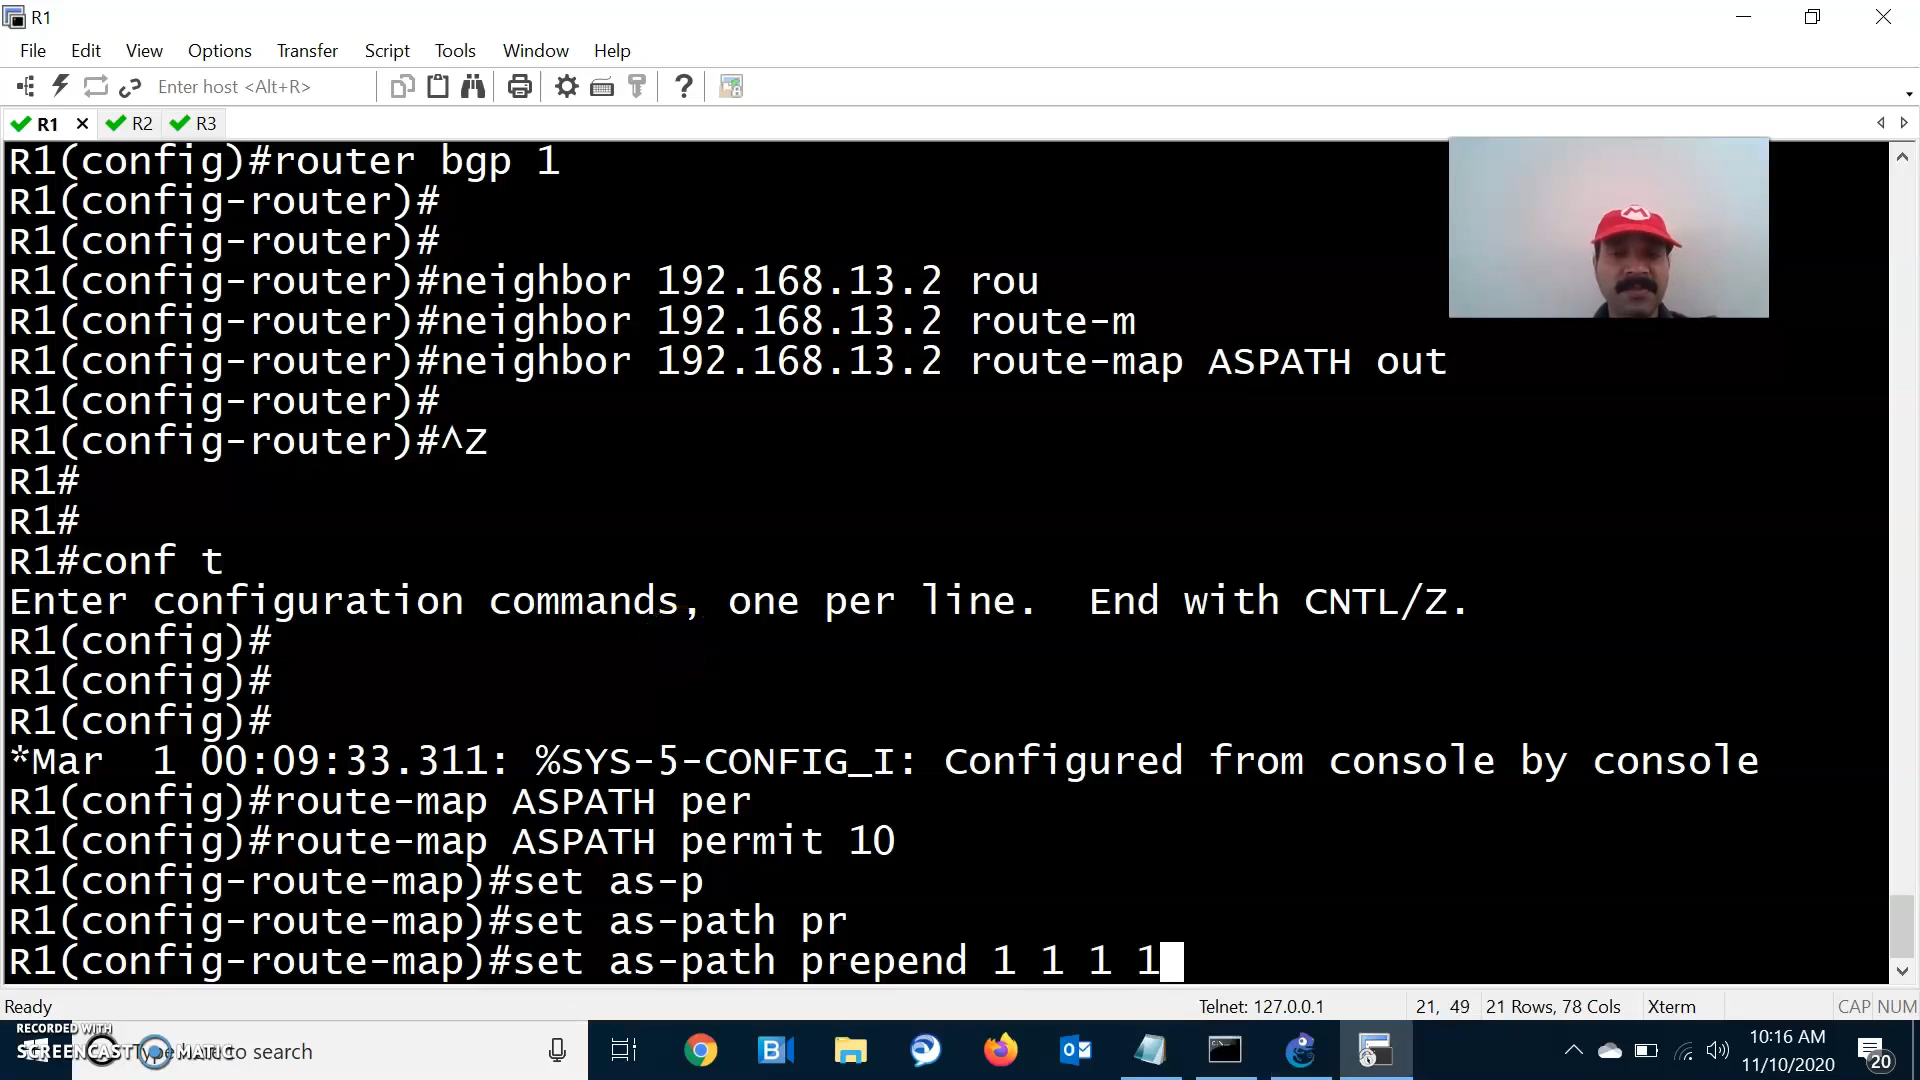 R1
File Edit View Options Transfer Script Tools Window Help
Enter host <Alt+R>
R1 R2 R3
R1(config)#router bgp 1
R1(config-router)#
R1(config-router)#
R1(config-router)#neighbor 192.168.13.2 rou
R1(config-router)#neighbor 192.168.13.2 route-m
R1(config-router)#neighbor 192.168.13.2 route-map ASPATH out
R1(config-router)#
R1(config-router)#^Z
R1#
R1#
R1#conf t
Enter configuration commands, one per line.  End with CNTL/Z.
R1(config)#
R1(config)#
R1(config)#
*Mar  1 00:09:33.311: %SYS-5-CONFIG_I: Configured from console by console
R1(config)#route-map ASPATH per
R1(config)#route-map ASPATH permit 10
R1(config-route-map)#set as-p
R1(config-route-map)#set as-path pr
R1(config-route-map)#set as-path prepend 1 1 1 1
Ready Telnet: 127.0.0.1 21, 49 21 Rows, 78 Cols Xterm CAP NUM
RECORDED WITH
SCREENCAST MATIC
to search
10:16 AM
11/10/2020
20